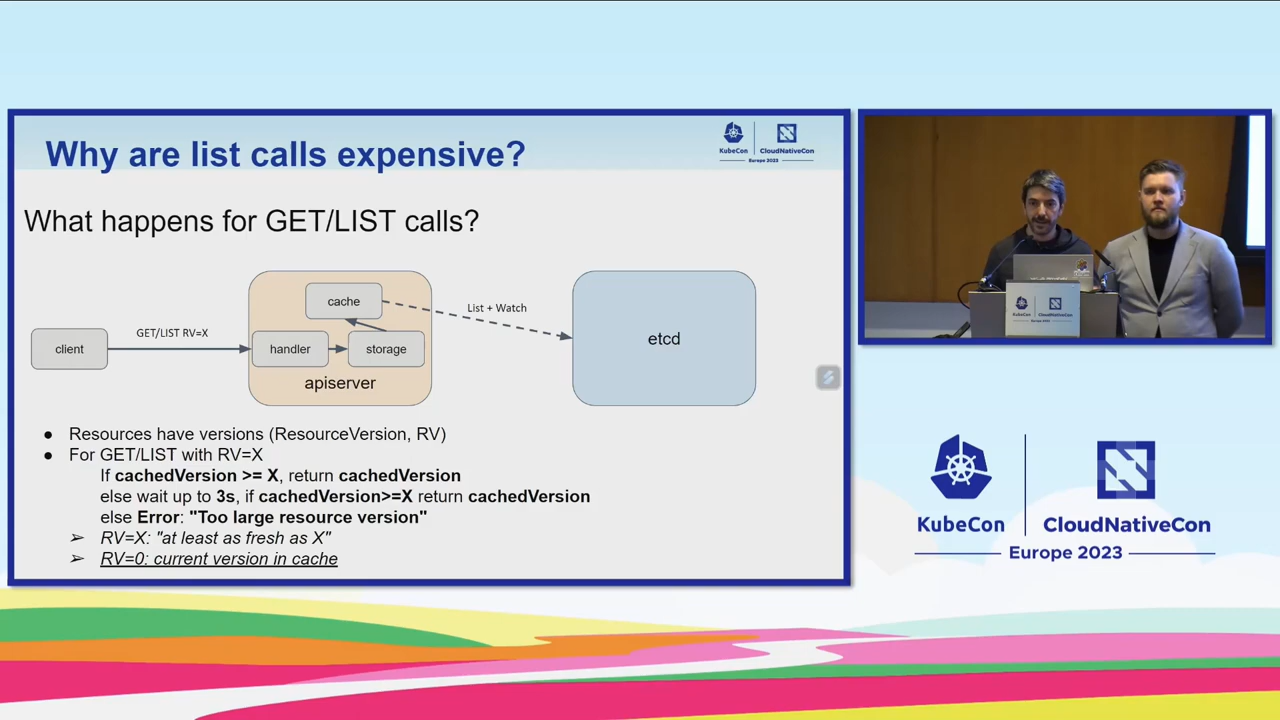 Why are list calls expensive?
KubeCon
CloudNativeCon
Europe 2023
What happens for GET/LIST calls?
client
GET/LIST RV=X
cache
handler
storage
apiserver
List + Watch
etcd
● Resources have versions (ResourceVersion, RV)
● For GET/LIST with RV=X
If cachedVersion >= X, return cachedVersion
else wait up to 3s, if cachedVersion>=X return cachedVersion
else Error: "Too large resource version"
➢ RV=X: "at least as fresh as X"
➢ RV=0: current version in cache
KubeCon
CloudNativeCon
Europe 2023